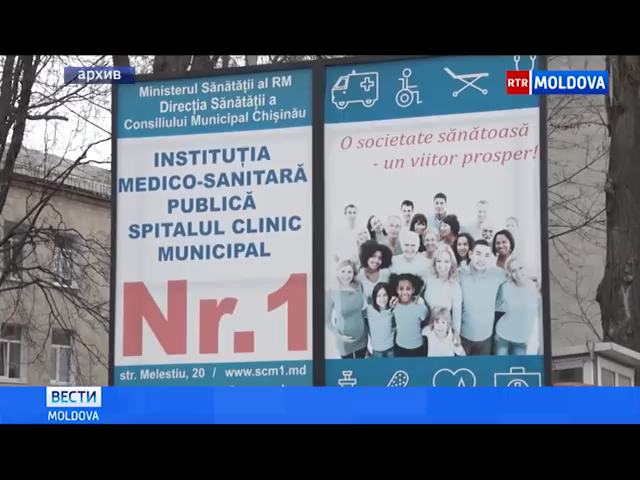 архив
RTR MOLDOVA
Ministerul Sănătății al RM
Direcția Sănătății a
Consiliului Municipal Chișinău
INSTITUȚIA
MEDICO-SANITARĂ
PUBLICĂ
SPITALUL CLINIC
MUNICIPAL
Nr.1
str. Melestiu, 20 / www.scm1.md
O societate sănătoasă
- un viitor prosper!
ВЕСТИ
MOLDOVA